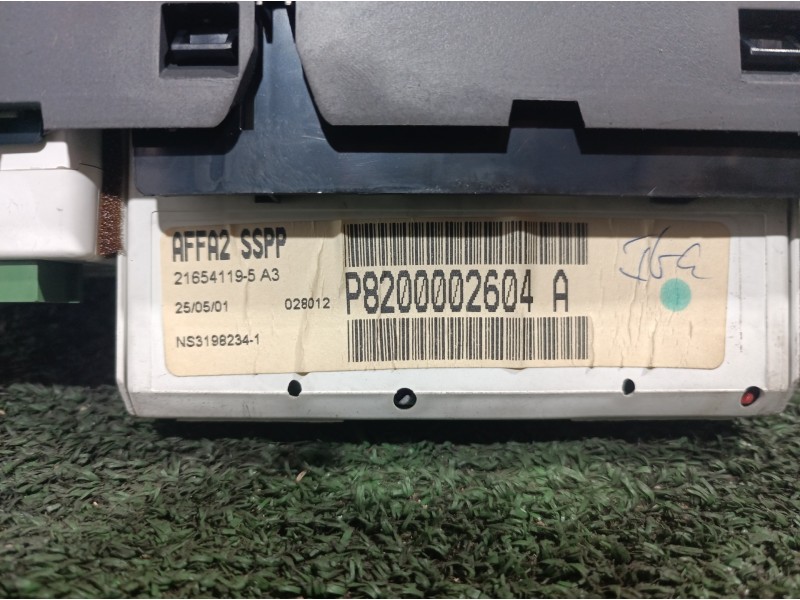 AFFA2 SSPP
21654119-5 A3
25/05/01 028012
NS3198234-1
P8200002604 A